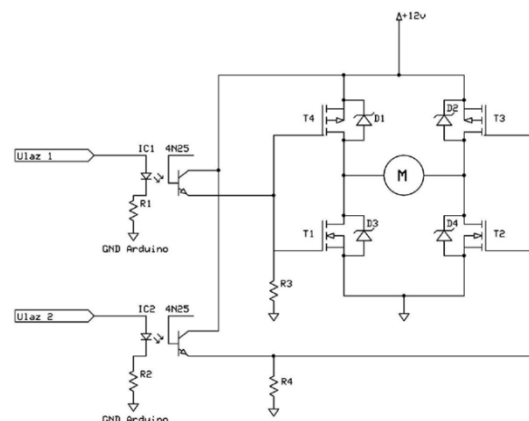 +12v
T4
D1
D2
T3
IC1 4N25
Ulaz 1
M
R1
GND Arduino
T1
D3
D4
T2
R3
IC2 4N25
Ulaz 2
R2
R4
GND Arduino